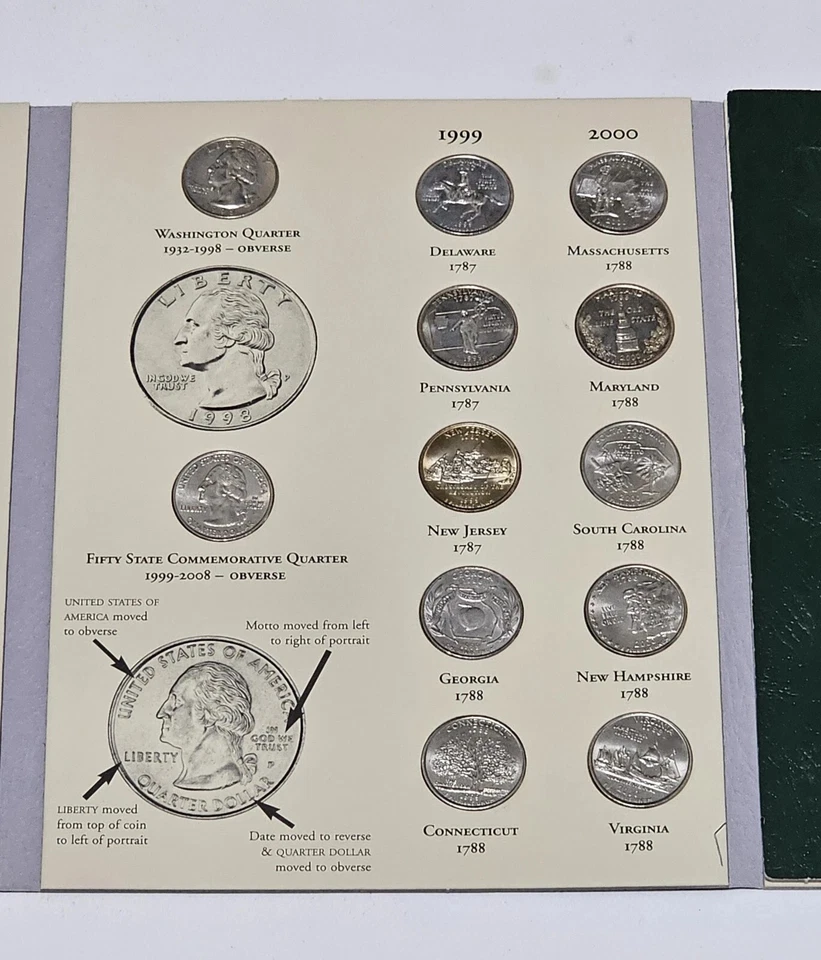 WASHINGTON QUARTER
1932-1998 – OBVERSE
LIBERTY
IN GOD WE
TRUST
P
1998
FIFTY STATE COMMEMORATIVE QUARTER
1999-2008 – OBVERSE
UNITED STATES OF
AMERICA moved
to obverse
Motto moved from left
to right of portrait
UNITED STATES OF AMERICA
LIBERTY
IN
GOD WE
TRUST
P
QUARTER DOLLAR
LIBERTY moved
from top of coin
to left of portrait
Date moved to reverse
& QUARTER DOLLAR
moved to obverse
1999
DELAWARE
1787
PENNSYLVANIA
1787
NEW JERSEY
1787
GEORGIA
1788
CONNECTICUT
1788
2000
MASSACHUSETTS
1788
THE OLD
LINE STATE
MARYLAND
1788
SOUTH CAROLINA
1788
NEW HAMPSHIRE
1788
VIRGINIA
1788